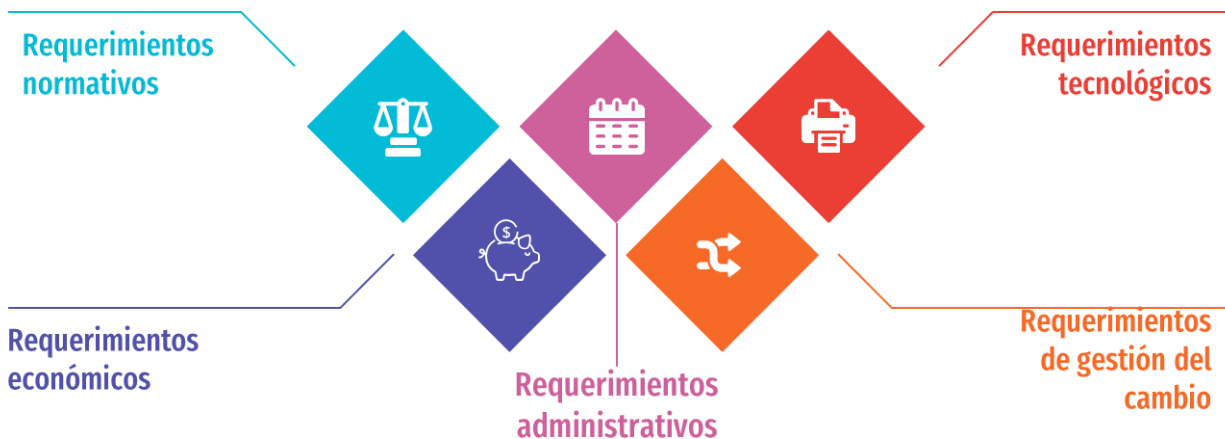 Requerimientos
normativos
Requerimientos
tecnológicos
$
Requerimientos
económicos
Requerimientos
administrativos
Requerimientos
de gestión del
cambio